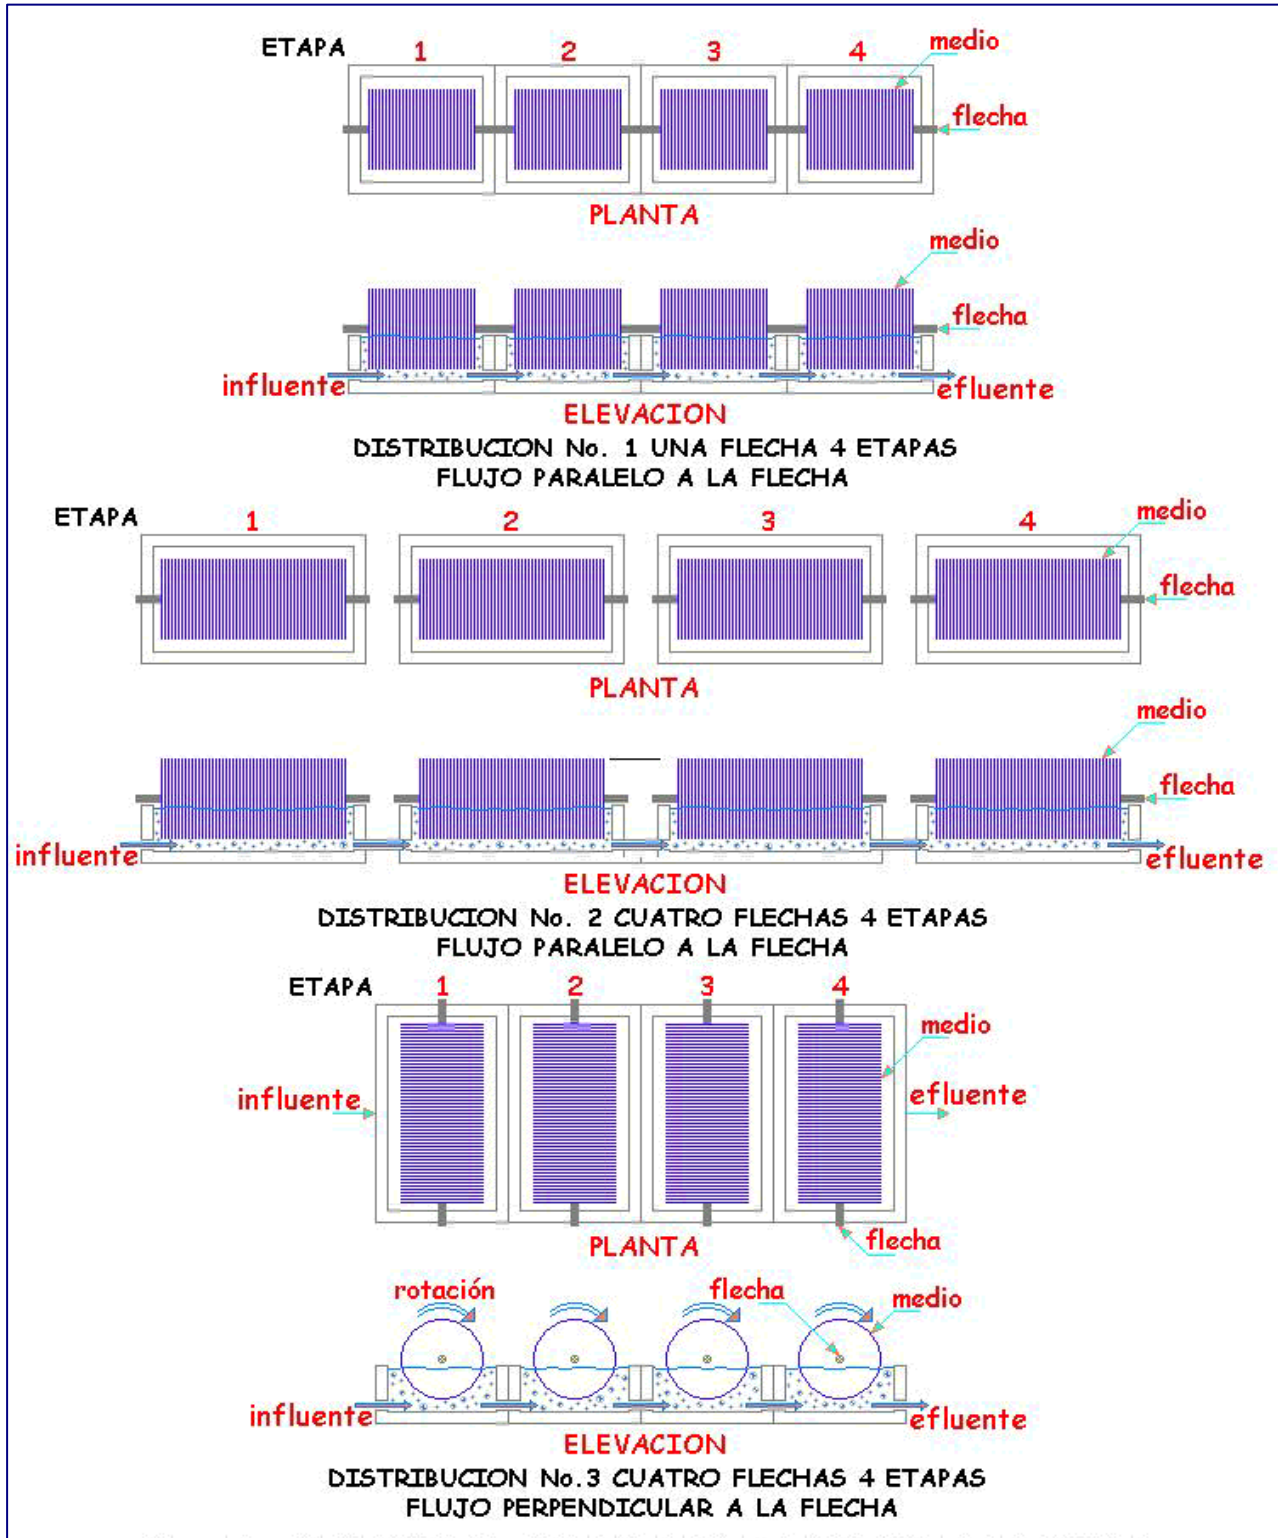 ETAPA 1 2 3 4 medio
flecha
PLANTA
medio
flecha
influente efluente
ELEVACION
DISTRIBUCION No. 1 UNA FLECHA 4 ETAPAS
FLUJO PARALELO A LA FLECHA
ETAPA 1 2 3 4 medio
flecha
PLANTA
medio
flecha
influente efluente
ELEVACION
DISTRIBUCION No. 2 CUATRO FLECHAS 4 ETAPAS
FLUJO PARALELO A LA FLECHA
ETAPA 1 2 3 4
medio
influente efluente
PLANTA flecha
rotación flecha medio
influente efluente
ELEVACION
DISTRIBUCION No.3 CUATRO FLECHAS 4 ETAPAS
FLUJO PERPENDICULAR A LA FLECHA